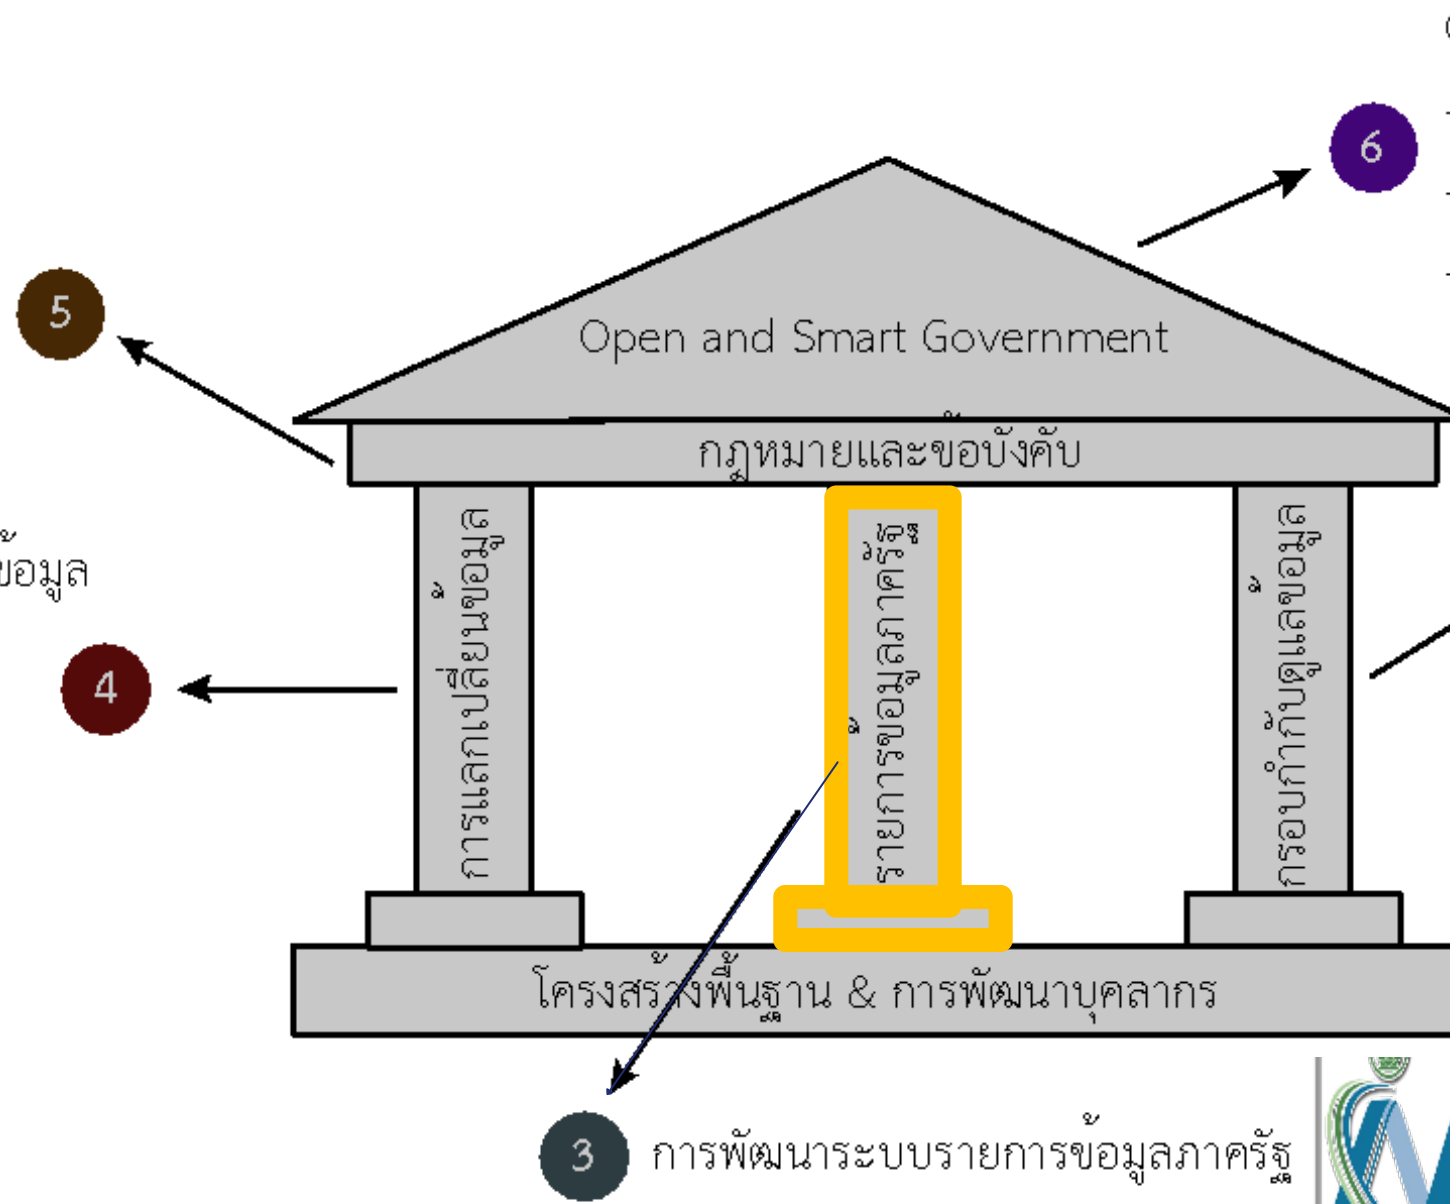 6
5
Open and Smart Government
กฎหมายและข้อบังคับ
ข้อมูล
4
การแลกเปลี่ยนข้อมูล
รายการข้อมูลภาครัฐ
กรอบกำกับดูแลข้อมูล
โครงสร้างพื้นฐาน & การพัฒนาบุคลากร
3 การพัฒนาระบบรายการข้อมูลภาครัฐ